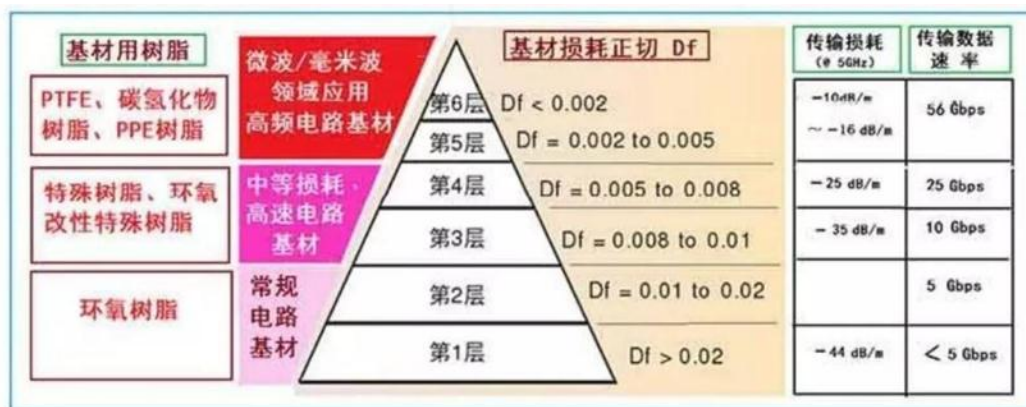 基材用树脂
PTFE、碳氢化物
树脂、PPE树脂
特殊树脂、环氧
改性特殊树脂
环氧树脂
微波/毫米波
领域应用
高频电路基材
中等损耗、
高速电路
基材
常规
电路
基材
基材损耗正切 Df
第6层 Df < 0.002
第5层 Df = 0.002 to 0.005
第4层 Df = 0.005 to 0.008
第3层 Df = 0.008 to 0.01
第2层 Df = 0.01 to 0.02
第1层 Df > 0.02
传输损耗
(@ 5GHz)
-10dB/m
~ -16 dB/m
-25 dB/m
- 35 dB/m
-44 dB/m
传输数据
速 率
56 Gbps
25 Gbps
10 Gbps
5 Gbps
< 5 Gbps